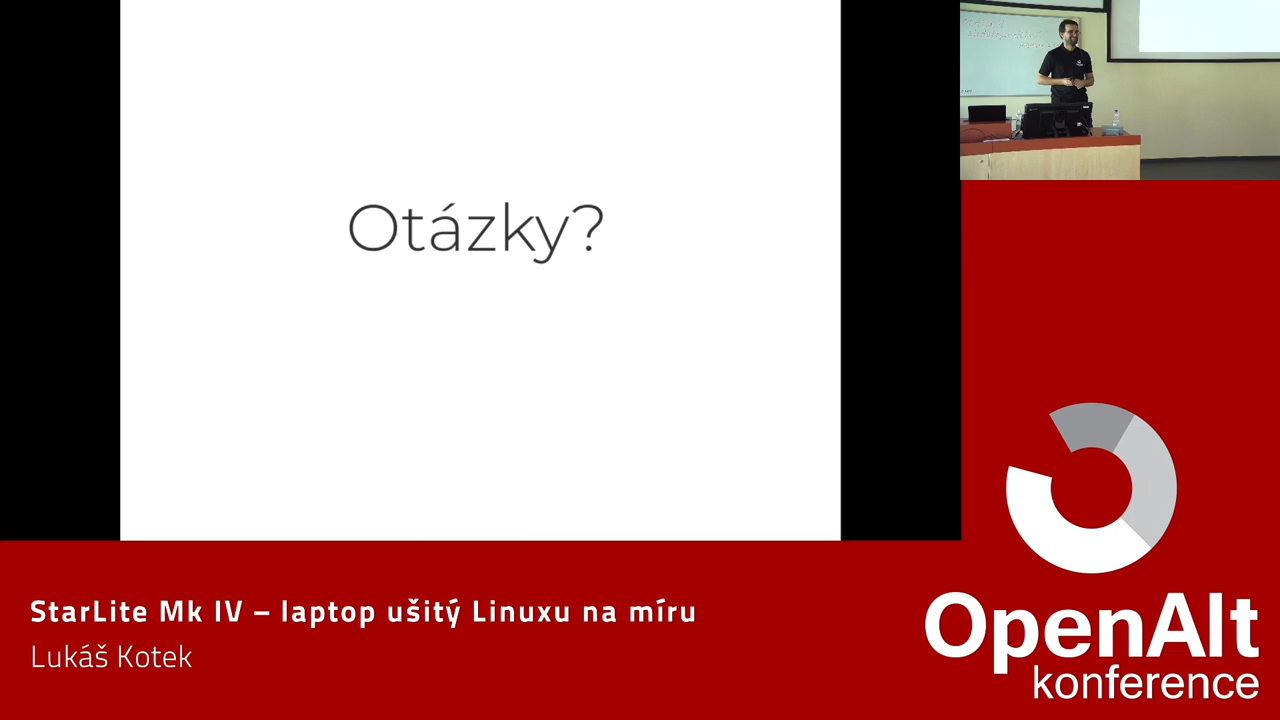 Otázky?
StarLite Mk IV – laptop ušitý Linuxu na míru
Lukáš Kotek
OpenAlt
konference